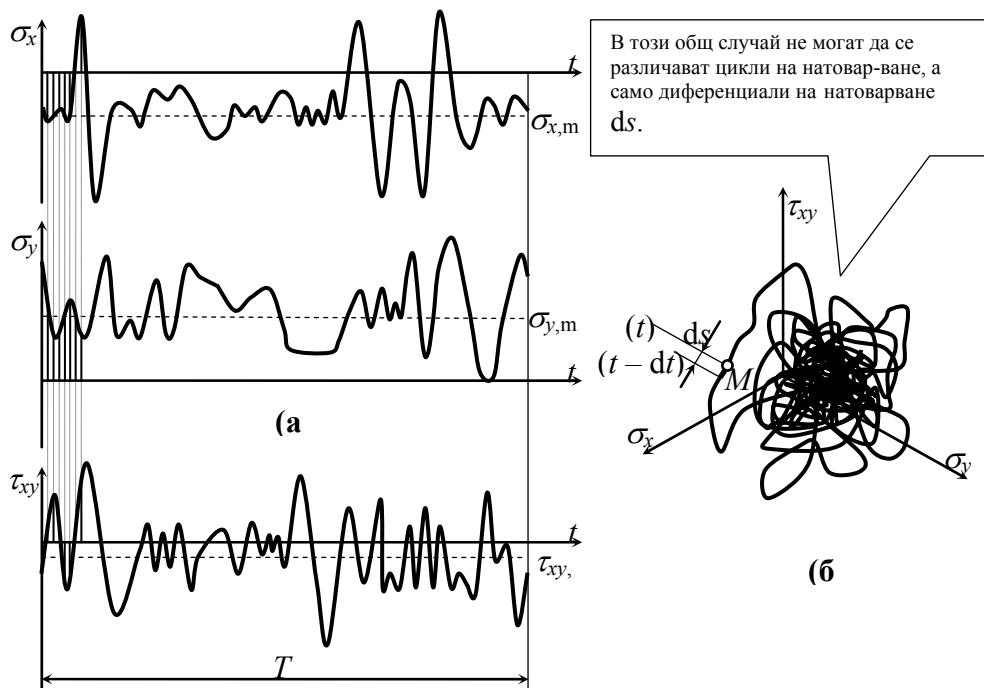 σx
t
σx,m
σy
σy,m
t
(а
τxy
t
τxy,
T
В този общ случай не могат да се
различават цикли на натовар-ване, а
само диференциали на натоварване
ds.
τxy
(t)
ds
(t – dt)
M
σx
σy
(б